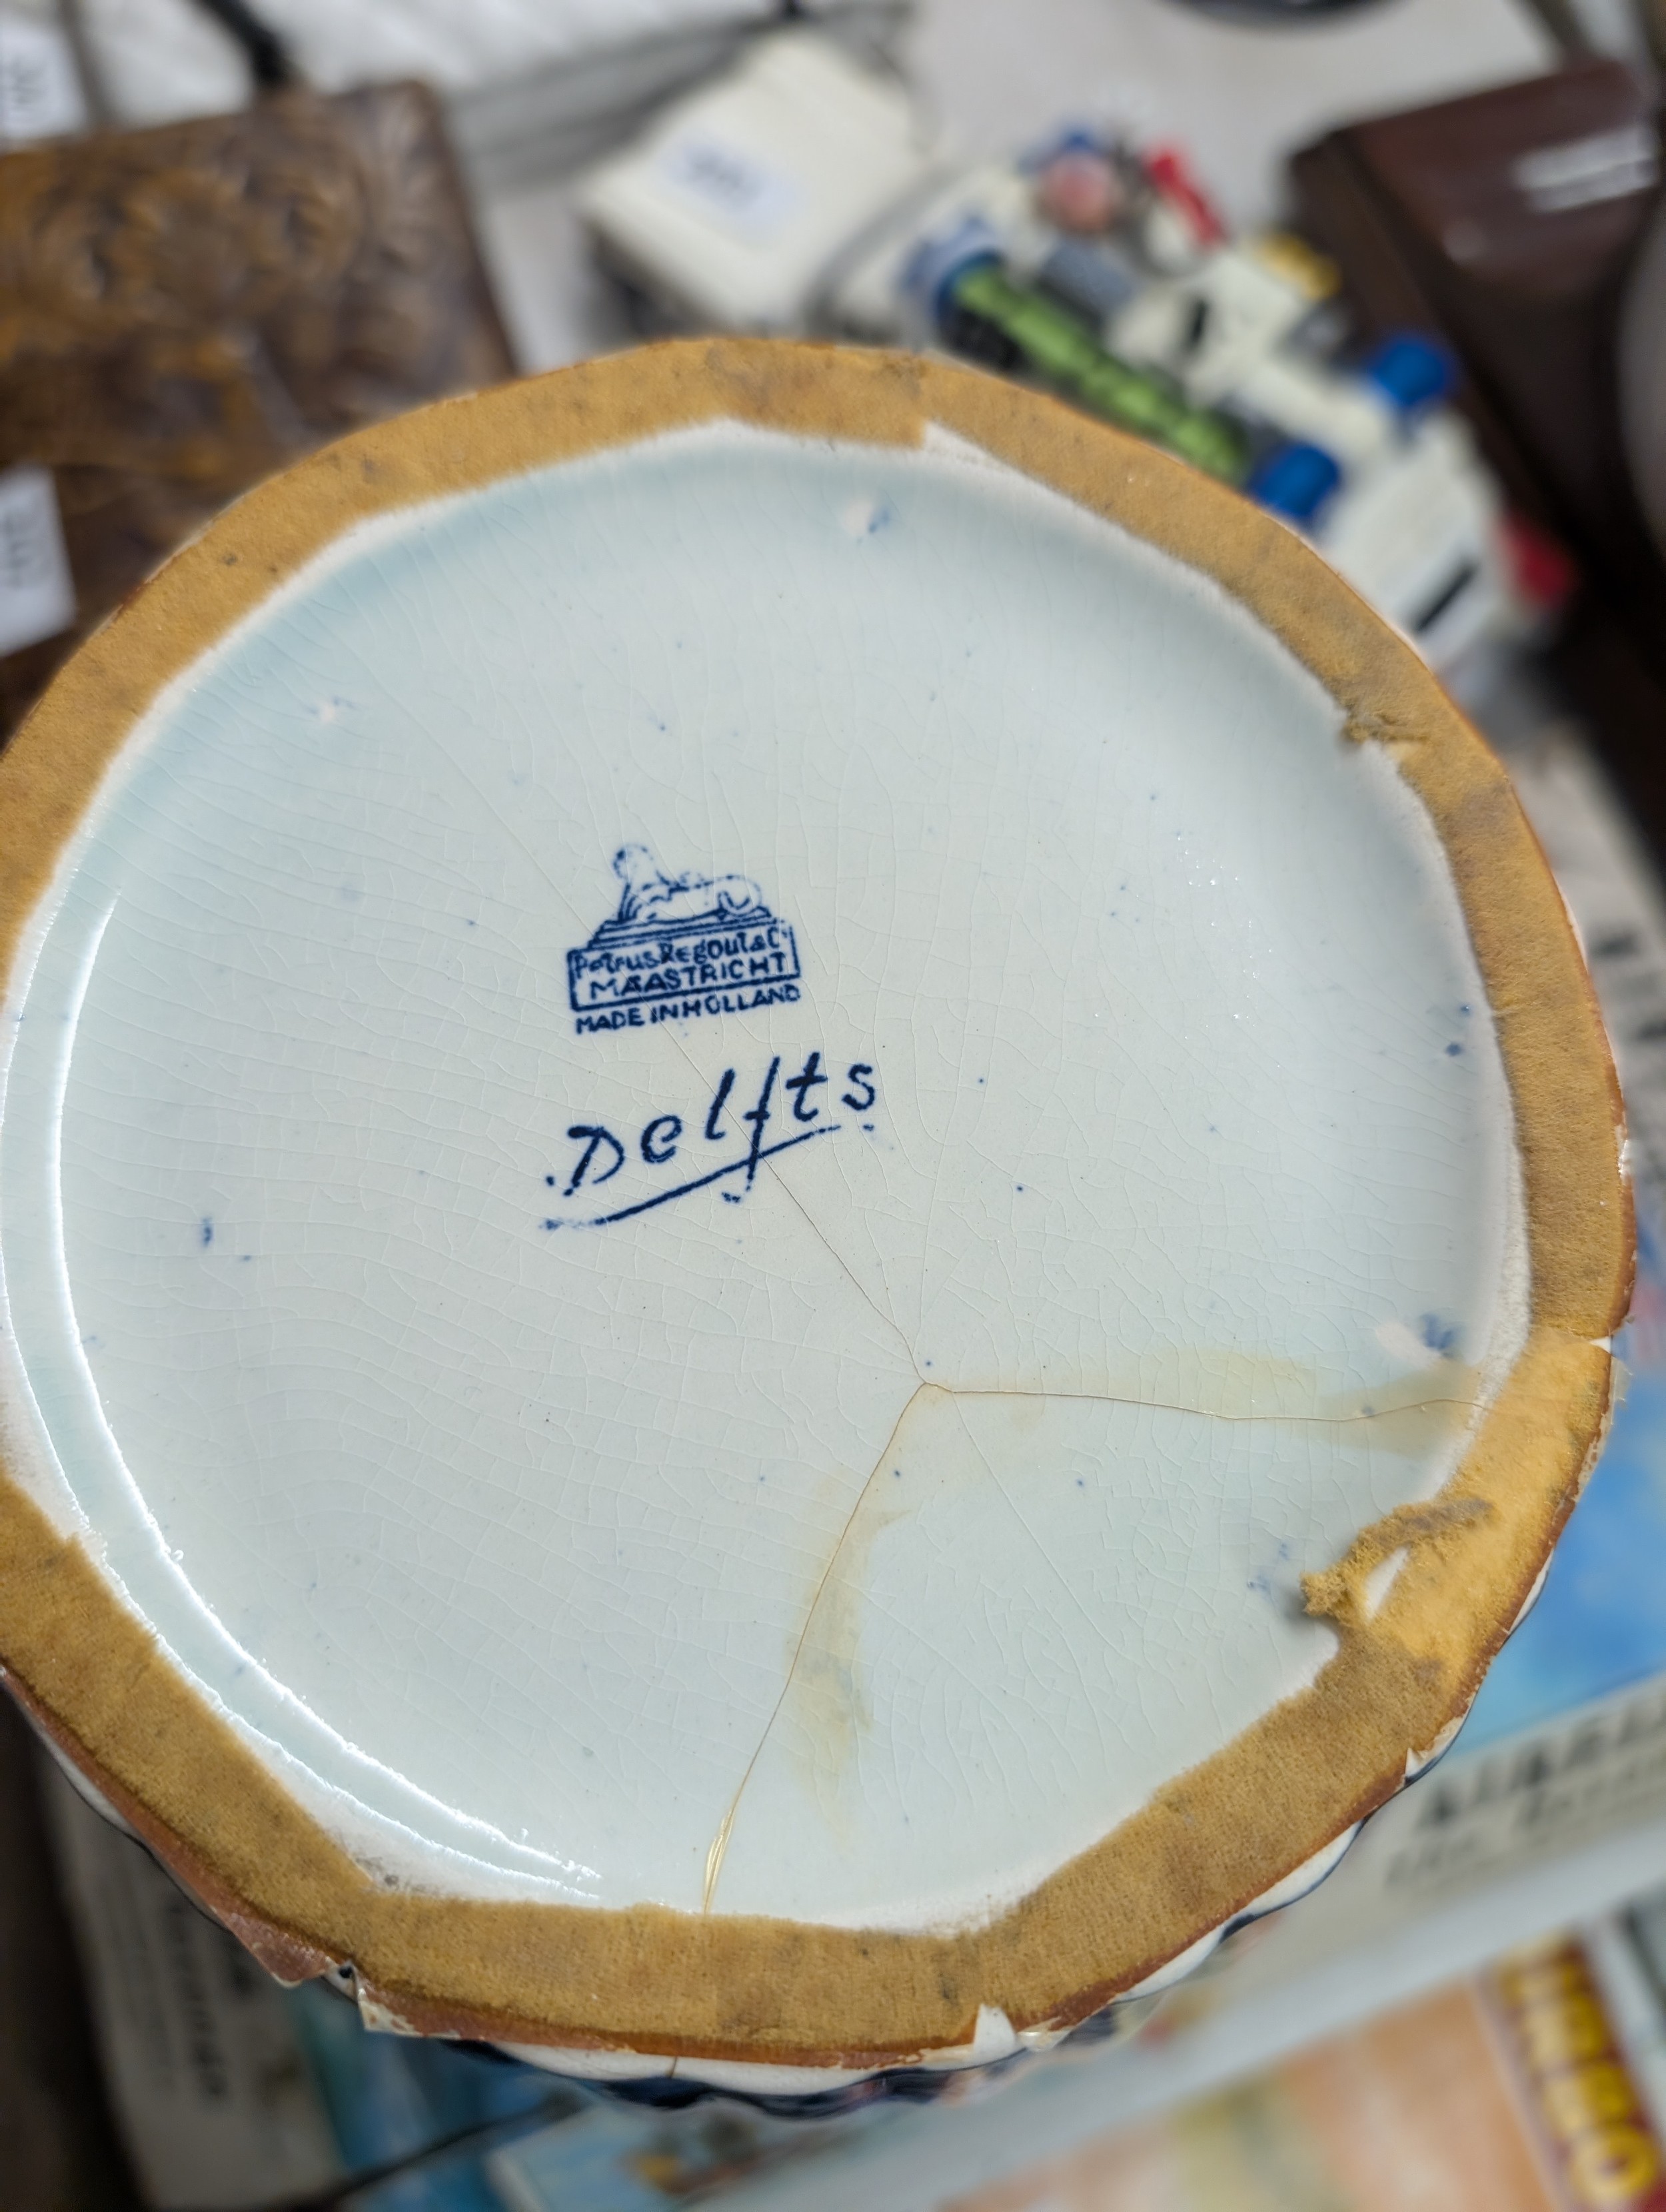 Petrus Regout & Co
MAASTRICHT
MADE IN HOLLAND
Delfts